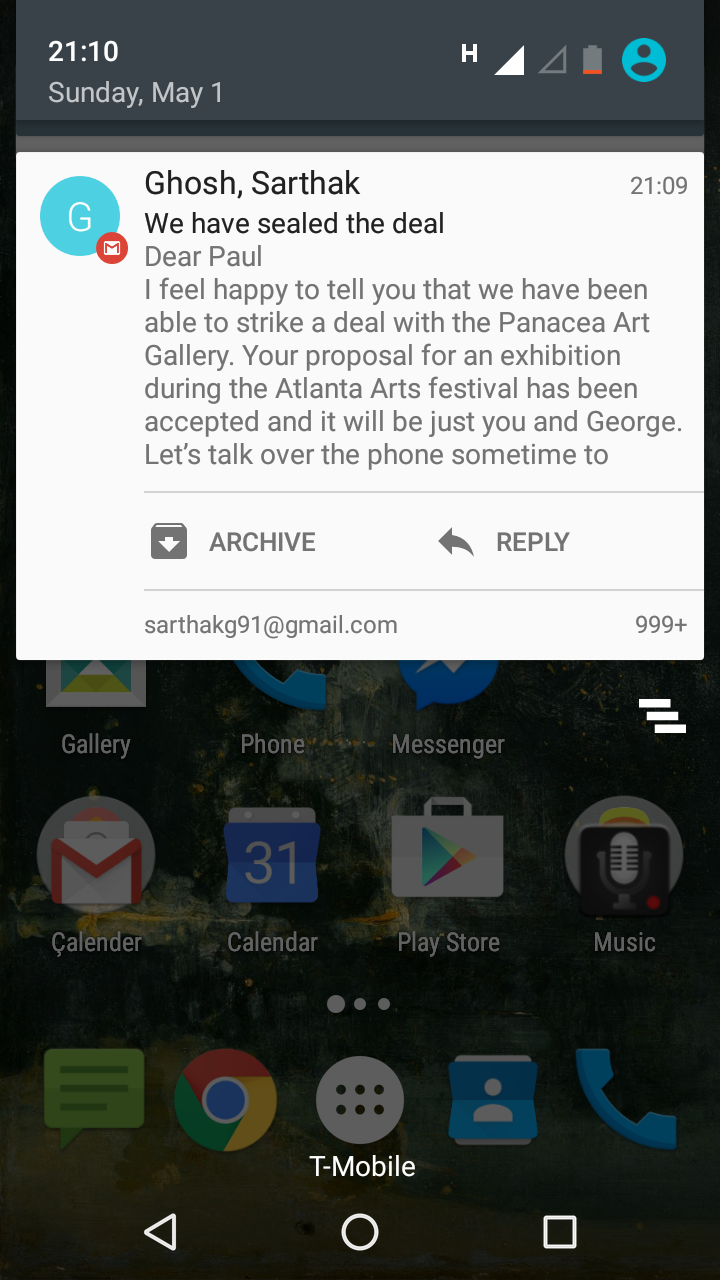 21:10
H
Sunday, May 1
Ghosh, Sarthak
21:09
G
We have sealed the deal
Dear Paul
I feel happy to tell you that we have been
able to strike a deal with the Panacea Art
Gallery. Your proposal for an exhibition
during the Atlanta Arts festival has been
accepted and it will be just you and George.
Let’s talk over the phone sometime to
ARCHIVE
REPLY
sarthakg91@gmail.com
999+
Gallery
Phone
Messenger
31
Çalender
Calendar
Play Store
Music
T-Mobile